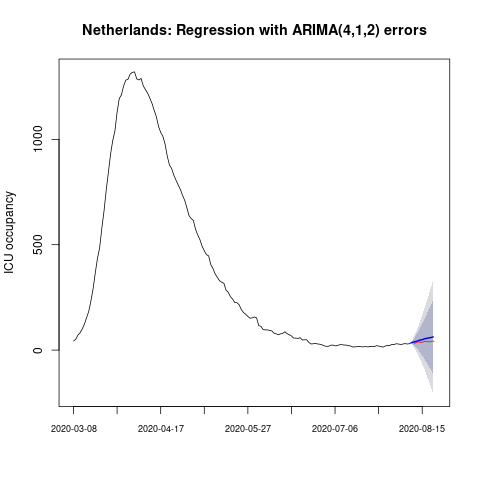 Netherlands: Regression with ARIMA(4,1,2) errors
ICU occupancy
1000
500
0
2020-03-08 2020-04-17 2020-05-27 2020-07-06 2020-08-15